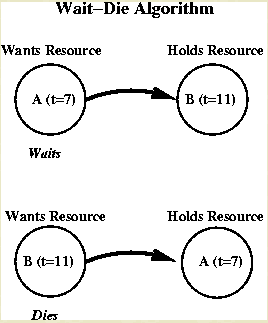 Wait–Die Algorithm
Wants Resource Holds Resource
A (t=7) B (t=11)
Waits
Wants Resource Holds Resource
B (t=11) A (t=7)
Dies